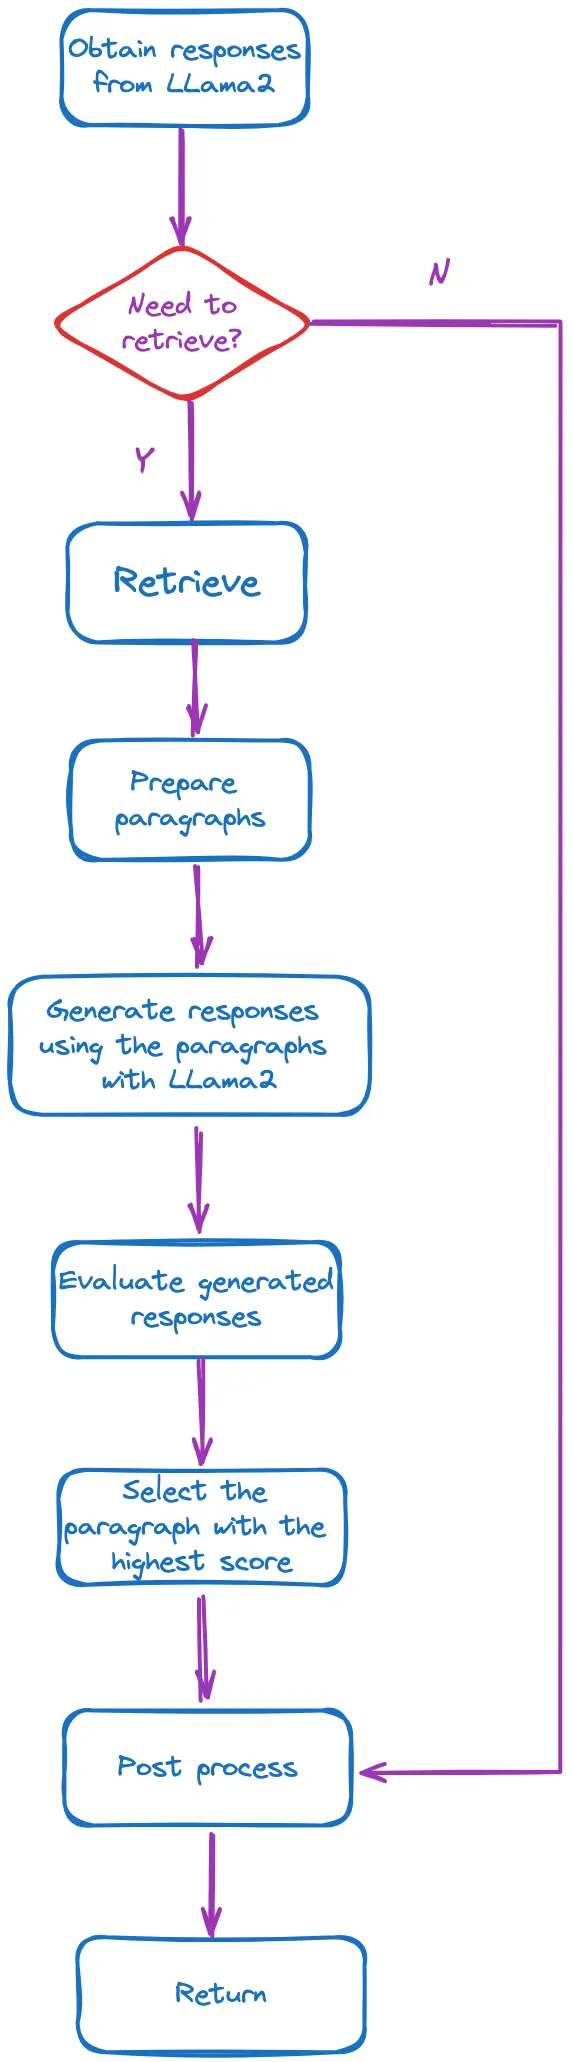 Obtain responses
from LLama2
Need to
retrieve?
N
Y
Retrieve
Prepare
paragraphs
Generate responses
using the paragraphs
with LLama2
Evaluate generated
responses
Select the
paragraph with the
highest score
Post process
Return